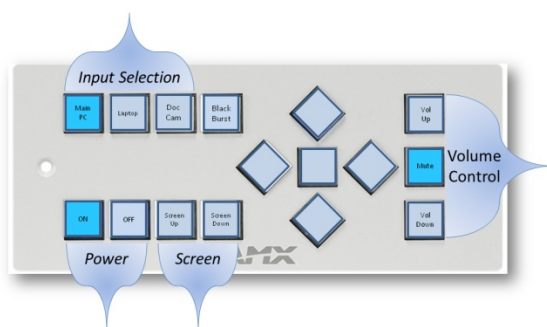 Input Selection
Main
PC
Laptop
Doc
Cam
Black
Burst
Vol
Up
Mute
Volume
Control
ON
OFF
Screen
Up
Screen
Down
Vol
Down
Power
Screen
AMX